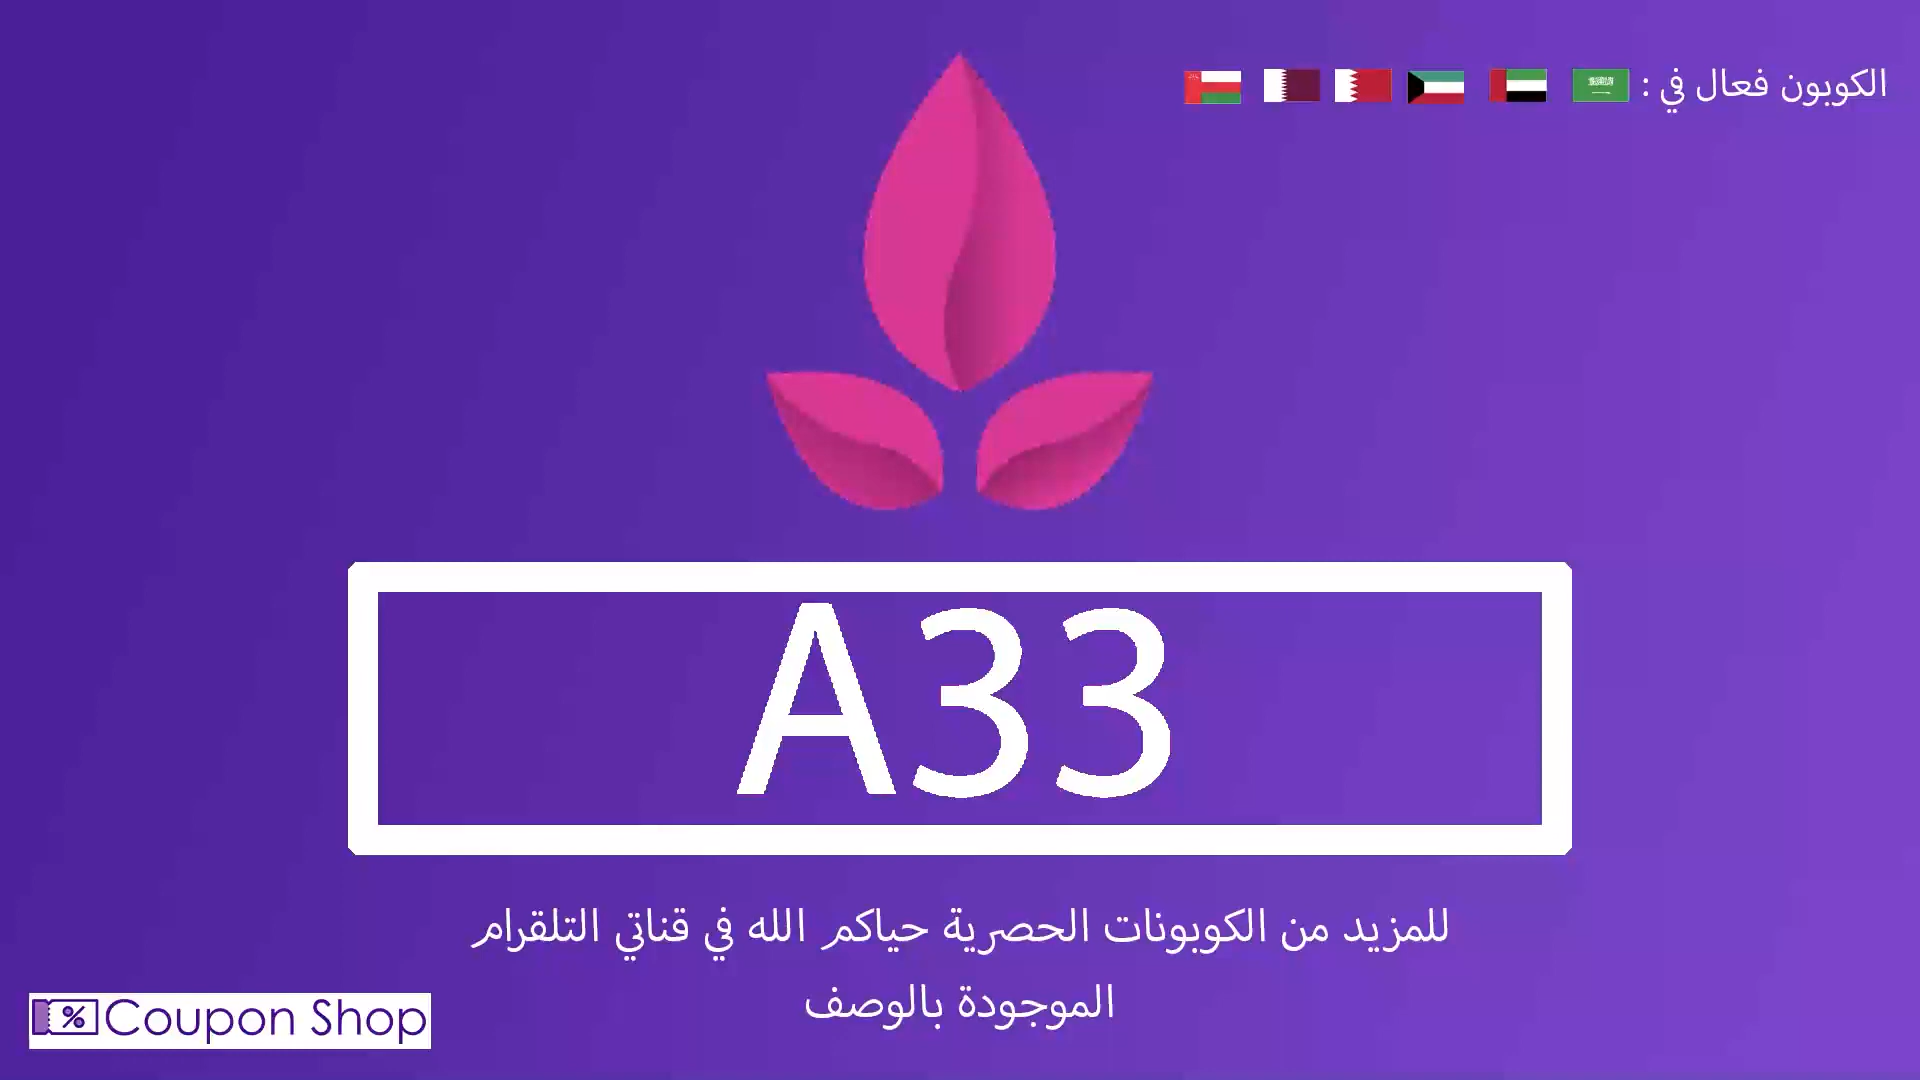 الكوبون فعال في :
A33
للمزيد من الكوبونات الحصرية حياكم الله في قناتي التلقرام
الموجودة بالوصف
Coupon Shop